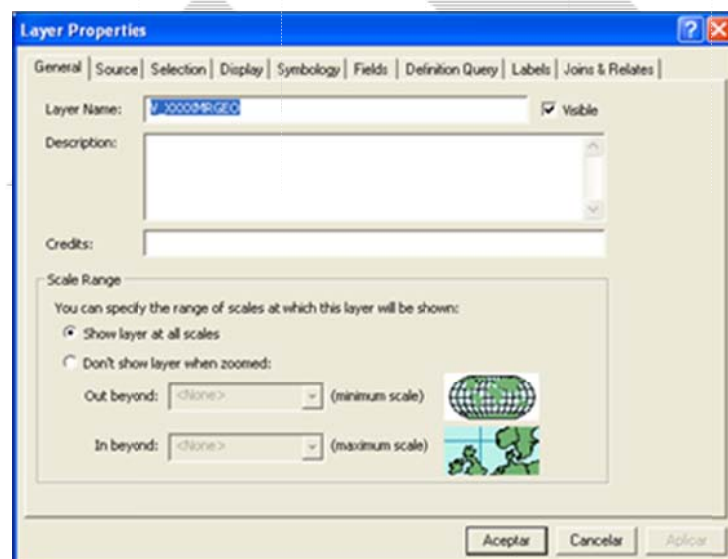 Layer Properties
General Source Selection Display Symbology Fields Definition Query Labels Joins & Relates
Layer Name: V_XXXXMRGEO Visible
Description:
Credits:
Scale Range
You can specify the range of scales at which this layer will be shown:
Show layer at all scales
Don't show layer when zoomed:
Out beyond: <None> (minimum scale)
In beyond: <None> (maximum scale)
Aceptar Cancelar Aplicar